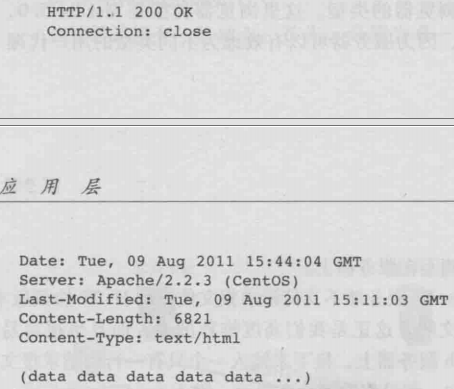 HTTP/1.1 200 OK
Connection: close
应 用 层
Date: Tue, 09 Aug 2011 15:44:04 GMT
Server: Apache/2.2.3 (CentOS)
Last-Modified: Tue, 09 Aug 2011 15:11:03 GMT
Content-Length: 6821
Content-Type: text/html
(data data data data data ...)